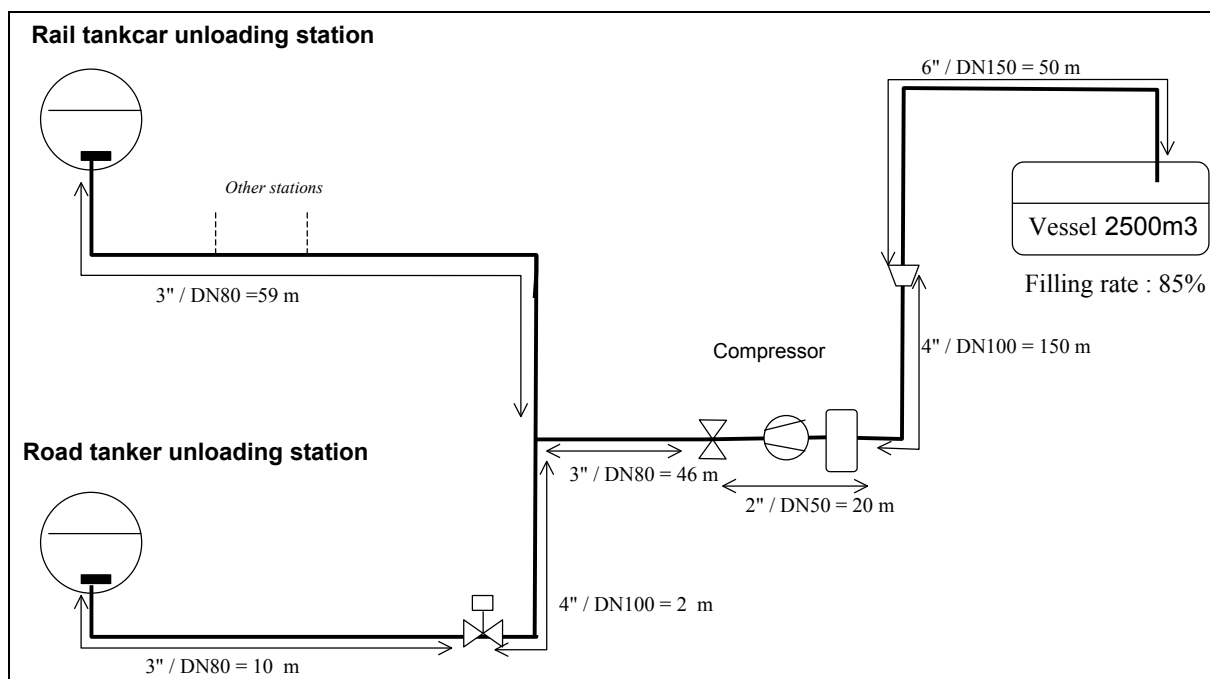 Rail tankcar unloading station
6" / DN150 = 50 m
Other stations
Vessel 2500m3
3" / DN80 =59 m
Filling rate : 85%
Compressor
4" / DN100 = 150 m
Road tanker unloading station
3" / DN80 = 46 m
2" / DN50 = 20 m
4" / DN100 = 2 m
3" / DN80 = 10 m